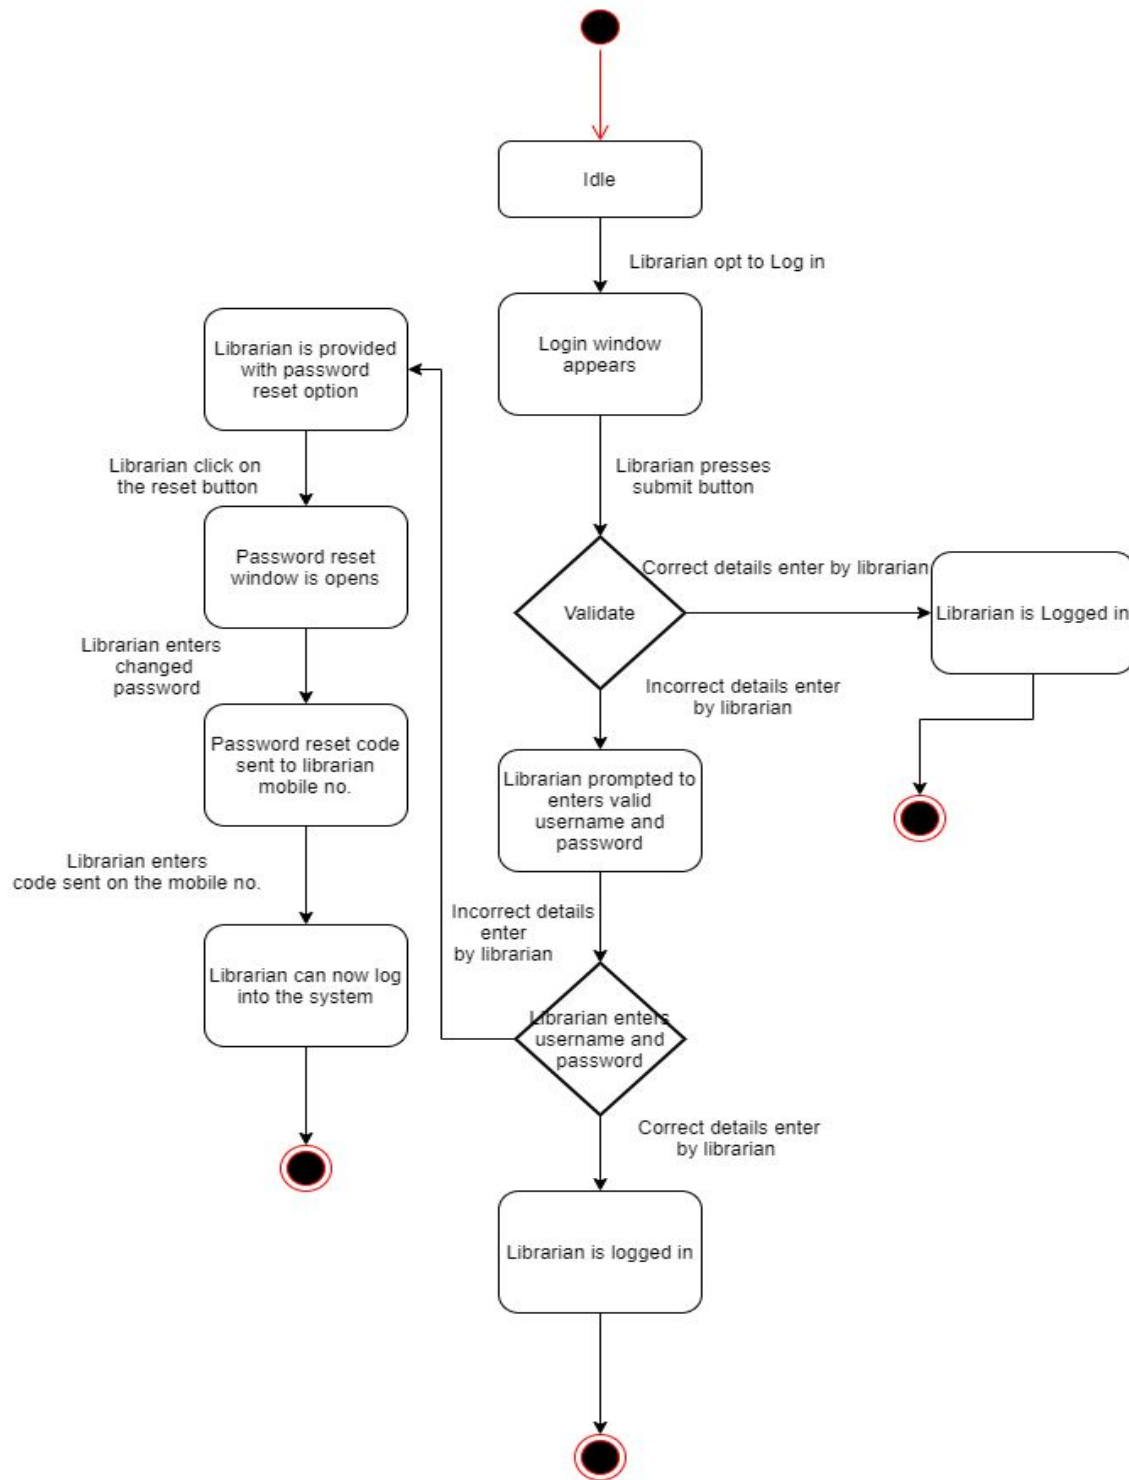 Idle
Librarian opt to Log in
Login window
appears
Librarian presses
submit button
Validate
Correct details enter by librarian
Librarian is Logged in
Incorrect details enter
by librarian
Librarian prompted to
enters valid
username and
password
Librarian enters
username and
password
Correct details enter
by librarian
Librarian is logged in
Incorrect details
enter
by librarian
Librarian is provided
with password
reset option
Librarian click on
the reset button
Password reset
window is opens
Librarian enters
changed
password
Password reset code
sent to librarian
mobile no.
Librarian enters
code sent on the mobile no.
Librarian can now log
into the system